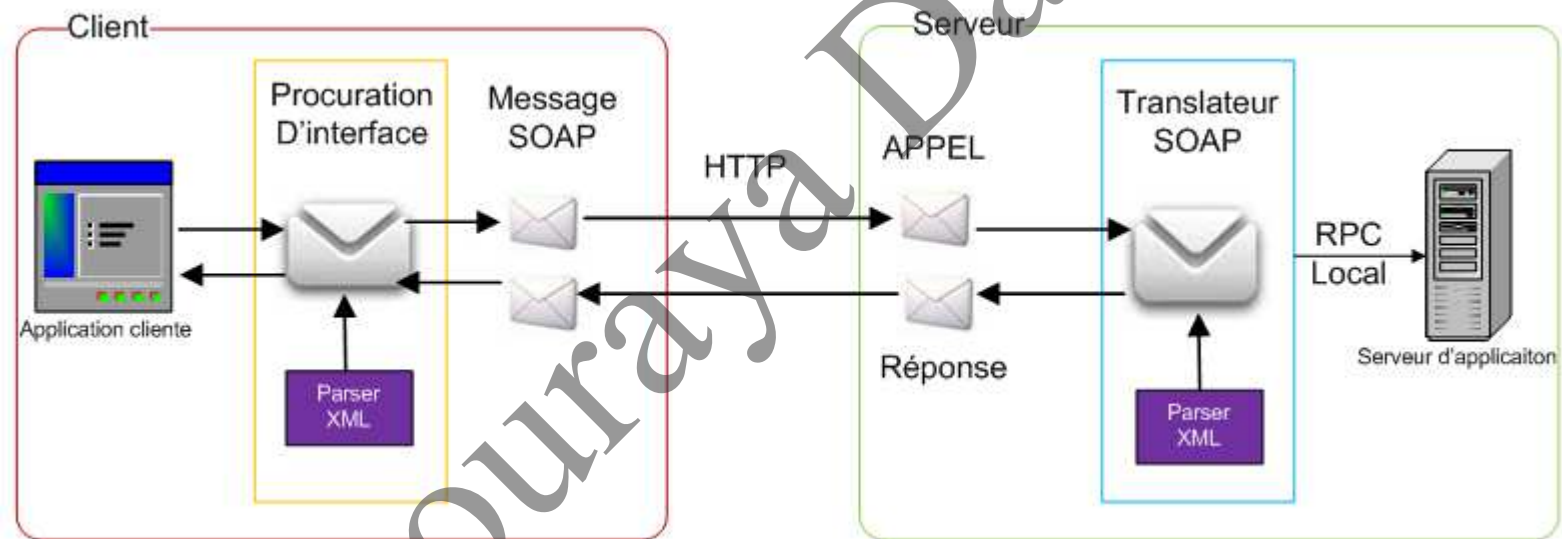 Client
Serveur
Procuration
D'interface
Message
SOAP
HTTP
APPEL
Translateur
SOAP
RPC
Local
Application cliente
Réponse
Serveur d'applicaiton
Parser
XML
Parser
XML